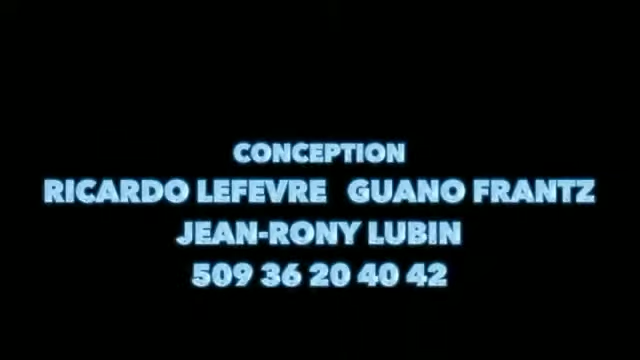 CONCEPTION
RICARDO LEFEVRE GUANO FRANTZ
JEAN-RONY LUBIN
509 36 20 40 42